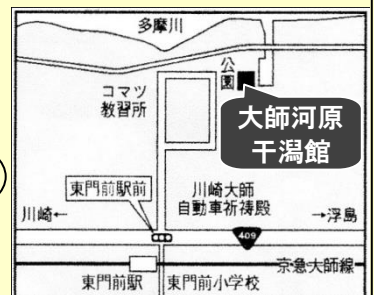 多摩川
公園
コマツ
教習所
大師河原
干潟館
東門前駅前
川崎大師
自動車祈祷殿
川崎←
→浮島
409
京急大師線
東門前駅
東門前小学校